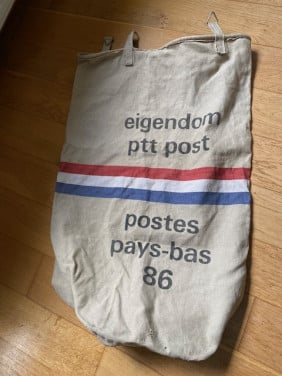 eigendom
ptt post
postes
pays-bas
86